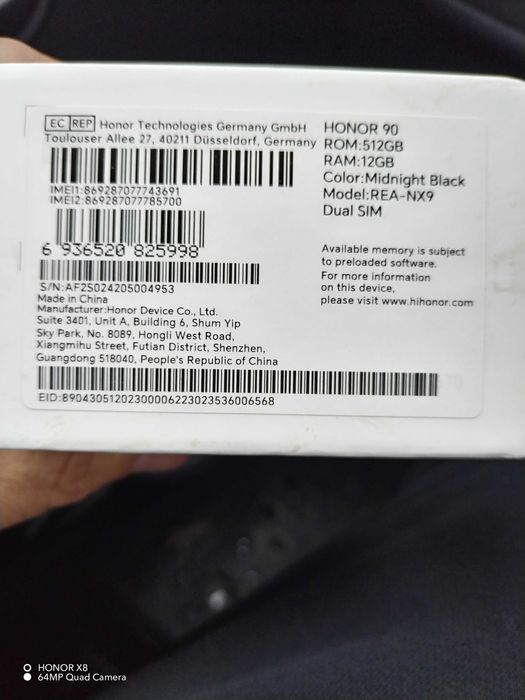 EC REP Honor Technologies Germany GmbH
Toulouser Allee 27, 40211 Düsseldorf, Germany
IMEI1:869287077743691
IMEI2:869287077785700
6 936520 825998
S/N:AF2S024205004953
Made in China
Manufacturer:Honor Device Co., Ltd.
Suite 3401, Unit A, Building 6, Shum Yip
Sky Park, No. 8089, Hongli West Road,
Xiangmihu Street, Futian District, Shenzhen,
Guangdong 518040, People's Republic of China
EID:89043051202300006223023536006568
HONOR 90
ROM:512GB
RAM:12GB
Color:Midnight Black
Model:REA-NX9
Dual SIM
Available memory is subject
to preloaded software.
For more information
on this device,
please visit www.hihonor.com
HONOR X8
64MP Quad Camera